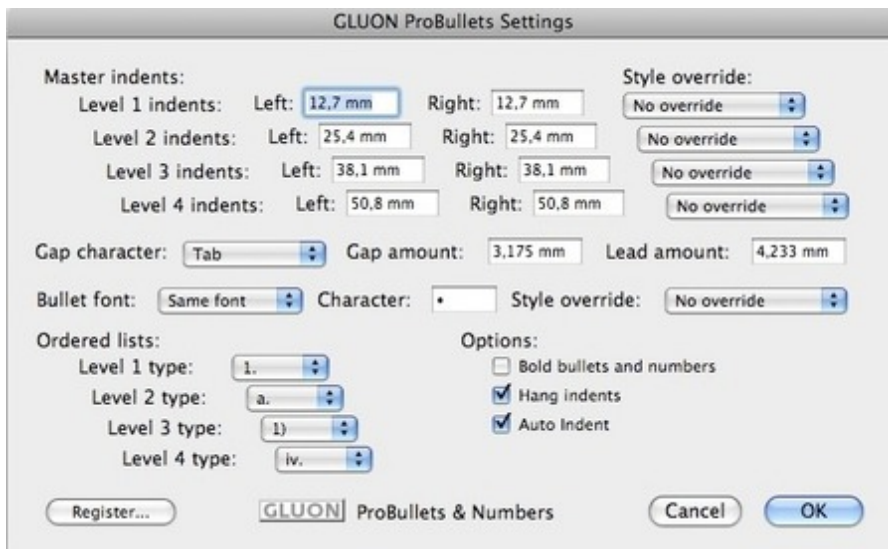 GLUON ProBullets Settings
Master indents: Style override:
Level 1 indents: Left: 12,7 mm Right: 12,7 mm No override
Level 2 indents: Left: 25,4 mm Right: 25,4 mm No override
Level 3 indents: Left: 38,1 mm Right: 38,1 mm No override
Level 4 indents: Left: 50,8 mm Right: 50,8 mm No override
Gap character: Tab Gap amount: 3,175 mm Lead amount: 4,233 mm
Bullet font: Same font Character: • Style override: No override
Ordered lists: Options:
Level 1 type: 1. Bold bullets and numbers
Level 2 type: a. Hang indents
Level 3 type: 1) Auto Indent
Level 4 type: iv.
Register... GLUON ProBullets & Numbers Cancel OK